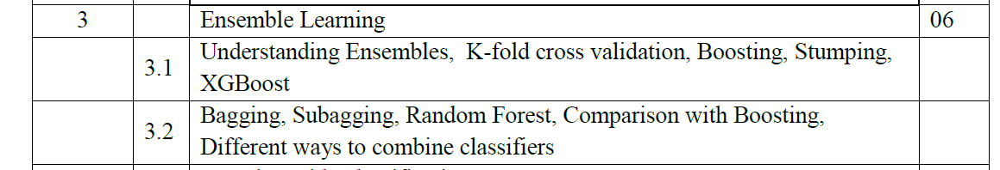 3 Ensemble Learning 06
3.1 Understanding Ensembles, K-fold cross validation, Boosting, Stumping,
XGBoost
3.2 Bagging, Subagging, Random Forest, Comparison with Boosting,
Different ways to combine classifiers